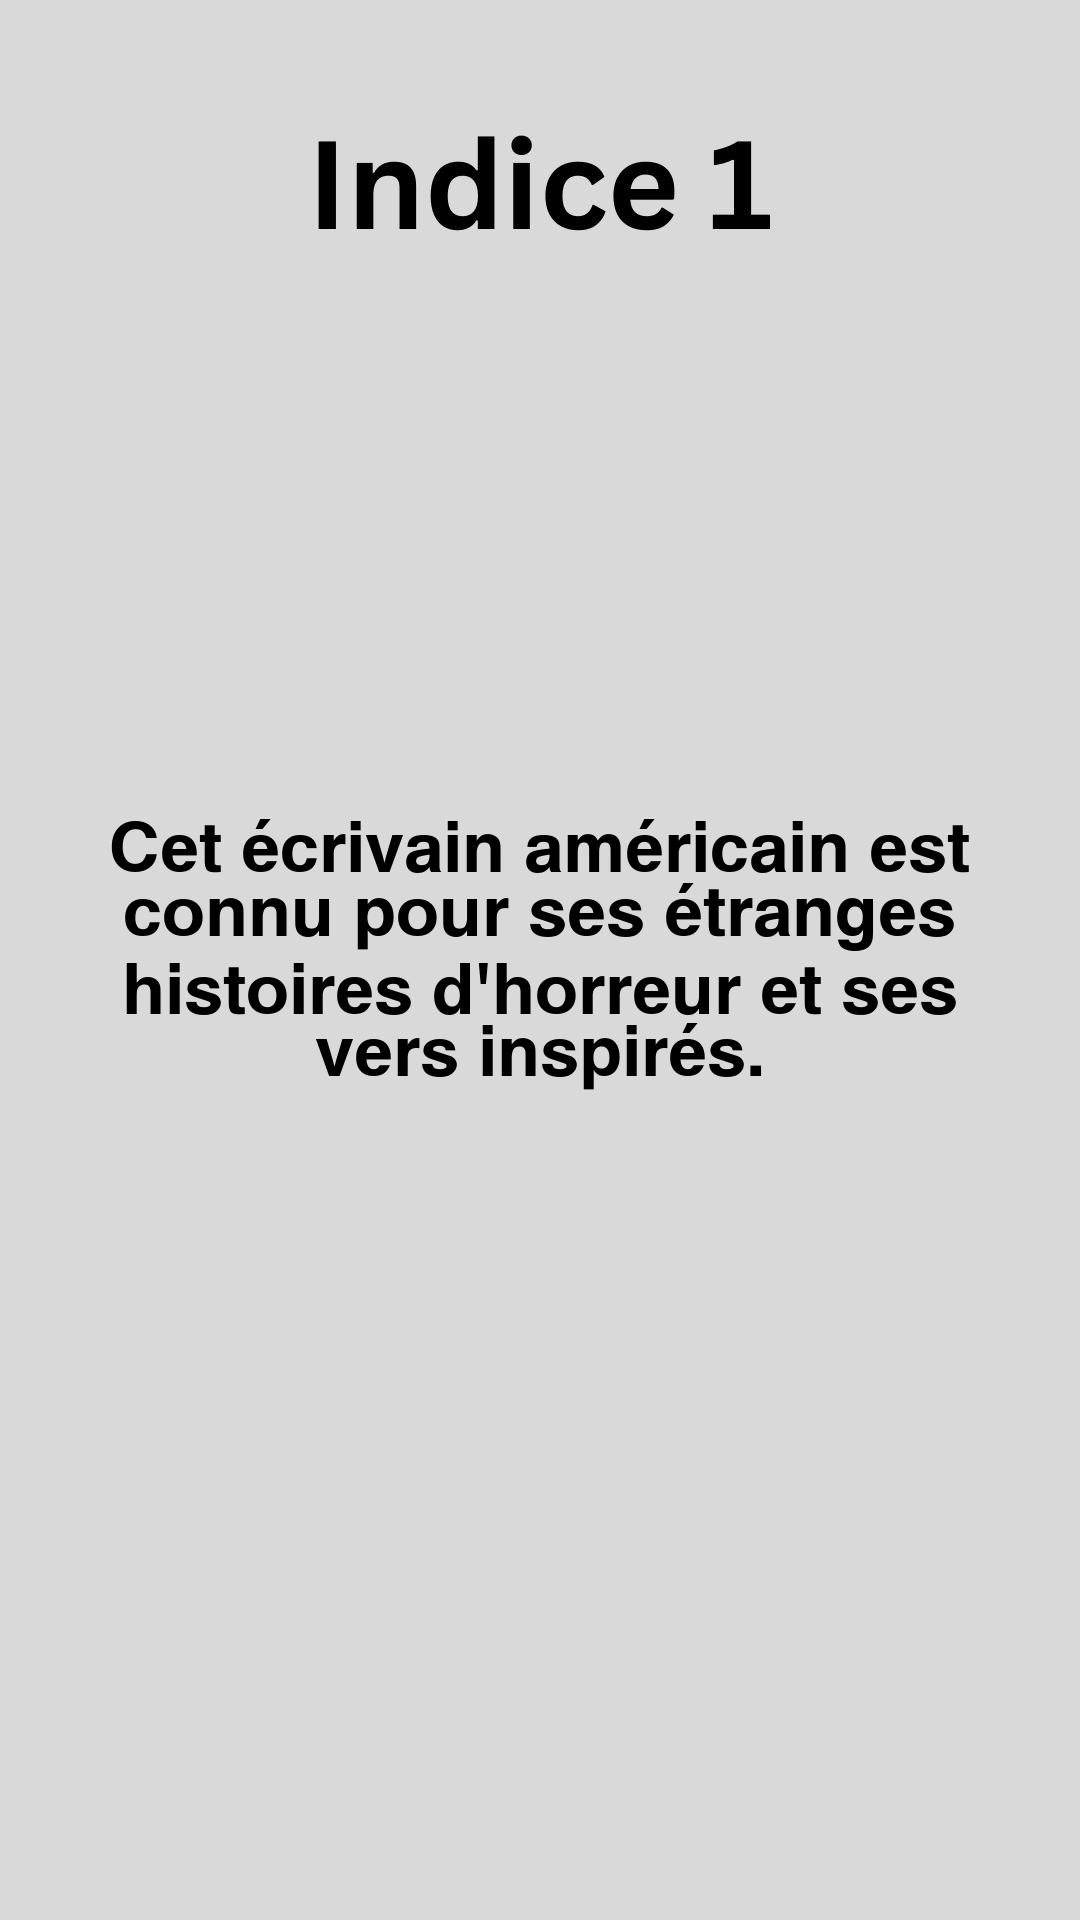 Indice 1
Cet écrivain américain est
connu pour ses étranges
histoires d'horreur et ses
vers inspirés.